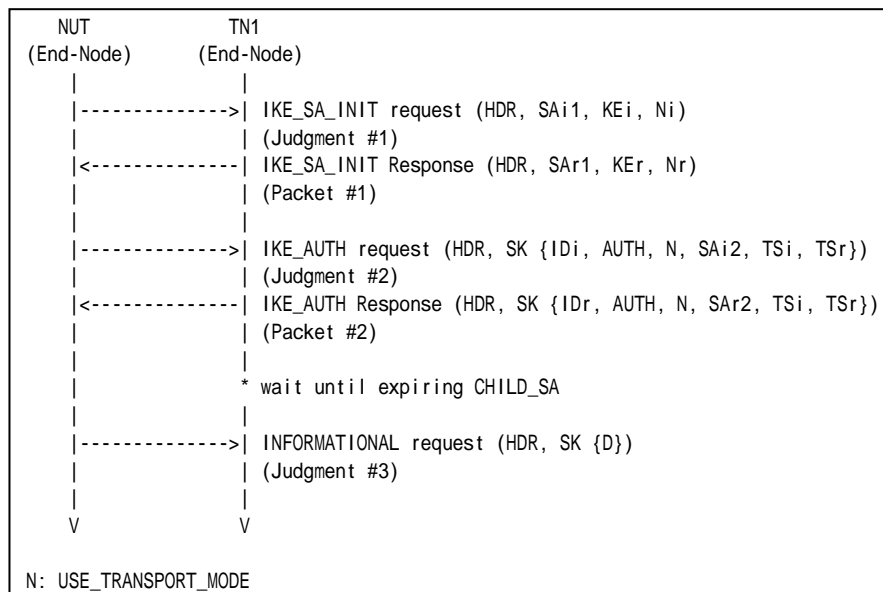 NUT TN1
(End-Node) (End-Node)
| |
|-------------->| IKE_SA_INIT request (HDR, SAi1, KEi, Ni)
| | (Judgment #1)
|<--------------| IKE_SA_INIT Response (HDR, SAr1, KEr, Nr)
| | (Packet #1)
| |
|-------------->| IKE_AUTH request (HDR, SK {IDi, AUTH, N, SAi2, TSi, TSr})
| | (Judgment #2)
|<--------------| IKE_AUTH Response (HDR, SK {IDr, AUTH, N, SAr2, TSi, TSr})
| | (Packet #2)
| |
| * wait until expiring CHILD_SA
| |
|-------------->| INFORMATIONAL request (HDR, SK {D})
| | (Judgment #3)
| |
V V
N: USE_TRANSPORT_MODE